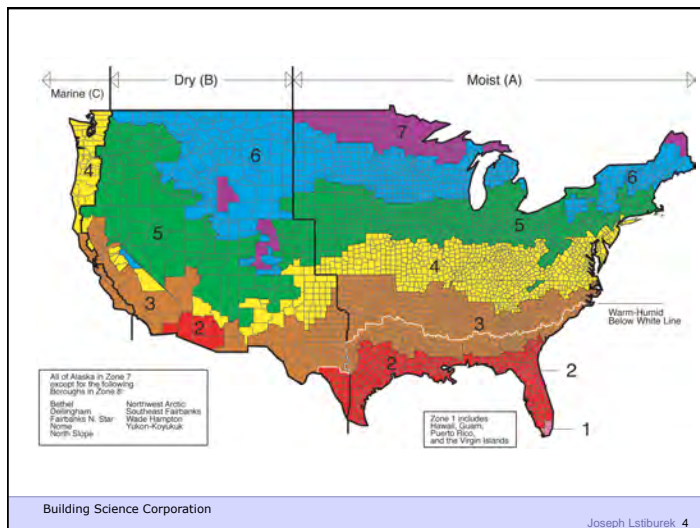 Marine (C)
Dry (B)
Moist (A)
7
6
4
6
5
5
4
3
3
2
2
Warm-Humid
Below White Line
2
1
All of Alaska in Zone 7
except for the following
Boroughs in Zone 8:
Bethel Northwest Arctic
Dellingham Southeast Fairbanks
Fairbanks N. Star Wade Hampton
Nome Yukon-Koyukuk
North Slope
Zone 1 includes
Hawaii, Guam,
Puerto Rico,
and the Virgin Islands
Building Science Corporation
Joseph Lstiburek 4